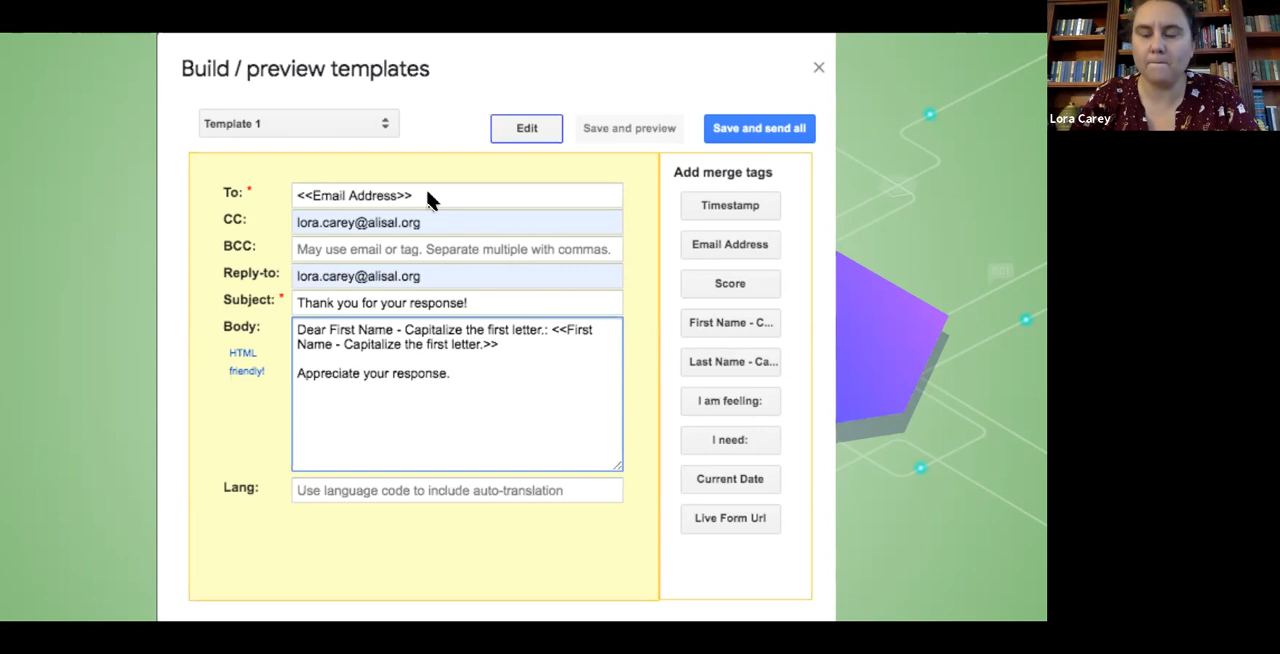 Build / preview templates
×
Template 1
Edit
Save and preview
Save and send all
To: *
<<Email Address>>
CC:
lora.carey@alisal.org
BCC:
May use email or tag. Separate multiple with commas.
Reply-to:
lora.carey@alisal.org
Subject: *
Thank you for your response!
Body:
HTML
friendly!
Dear First Name - Capitalize the first letter.: <<First
Name - Capitalize the first letter.>>
Appreciate your response.
Lang:
Use language code to include auto-translation
Add merge tags
Timestamp
Email Address
Score
First Name - C...
Last Name - Ca...
I am feeling:
I need:
Current Date
Live Form Url
Lora Carey